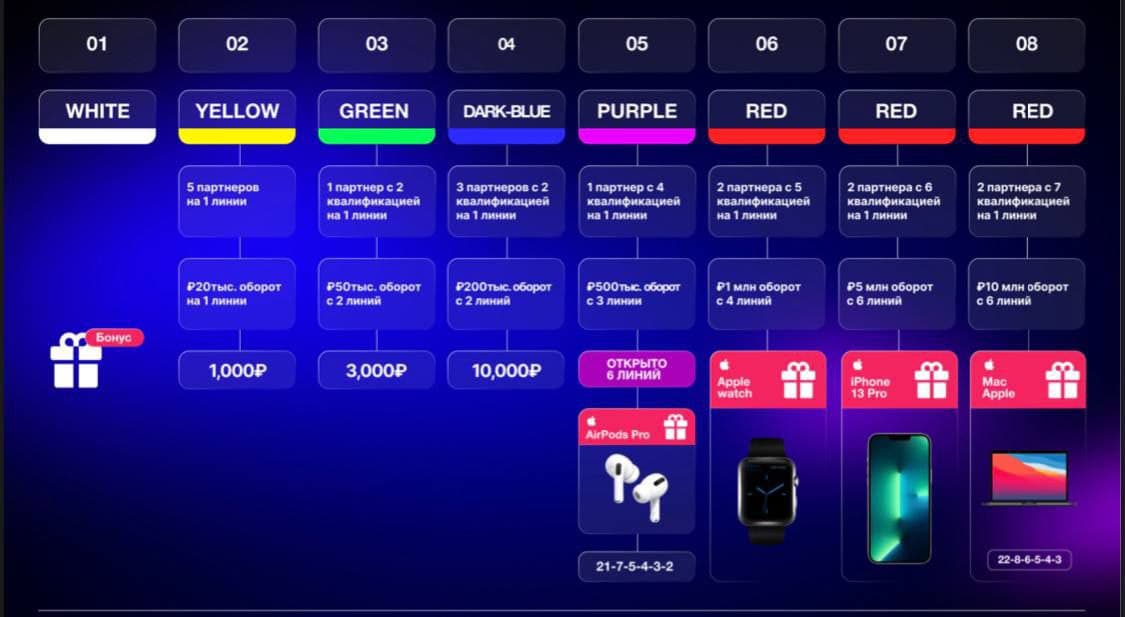 01
02
03
04
05
06
07
08
WHITE
YELLOW
GREEN
DARK-BLUE
PURPLE
RED
RED
RED
5 партнеров
на 1 линии
1 партнер с 2
квалификацией
на 1 линии
3 партнеров с 2
квалификацией
на 1 линии
1 партнер с 4
квалификацией
на 1 линии
2 партнера с 5
квалификацией
на 1 линии
2 партнера с 6
квалификацией
на 1 линии
2 партнера с 7
квалификацией
на 1 линии
₽20тыс. оборот
на 1 линии
₽50тыс. оборот
с 2 линий
₽200тыс. оборот
с 2 линий
₽500тыс. оборот
с 3 линии
₽1 млн оборот
с 4 линий
₽5 млн оборот
с 6 линий
₽10 млн оборот
с 6 линий
Бонус
1,000₽
3,000₽
10,000₽
ОТКРЫТО
6 ЛИНИЙ
AirPods Pro
21-7-5-4-3-2
Apple
watch
iPhone
13 Pro
Mac
Apple
22-8-6-5-4-3